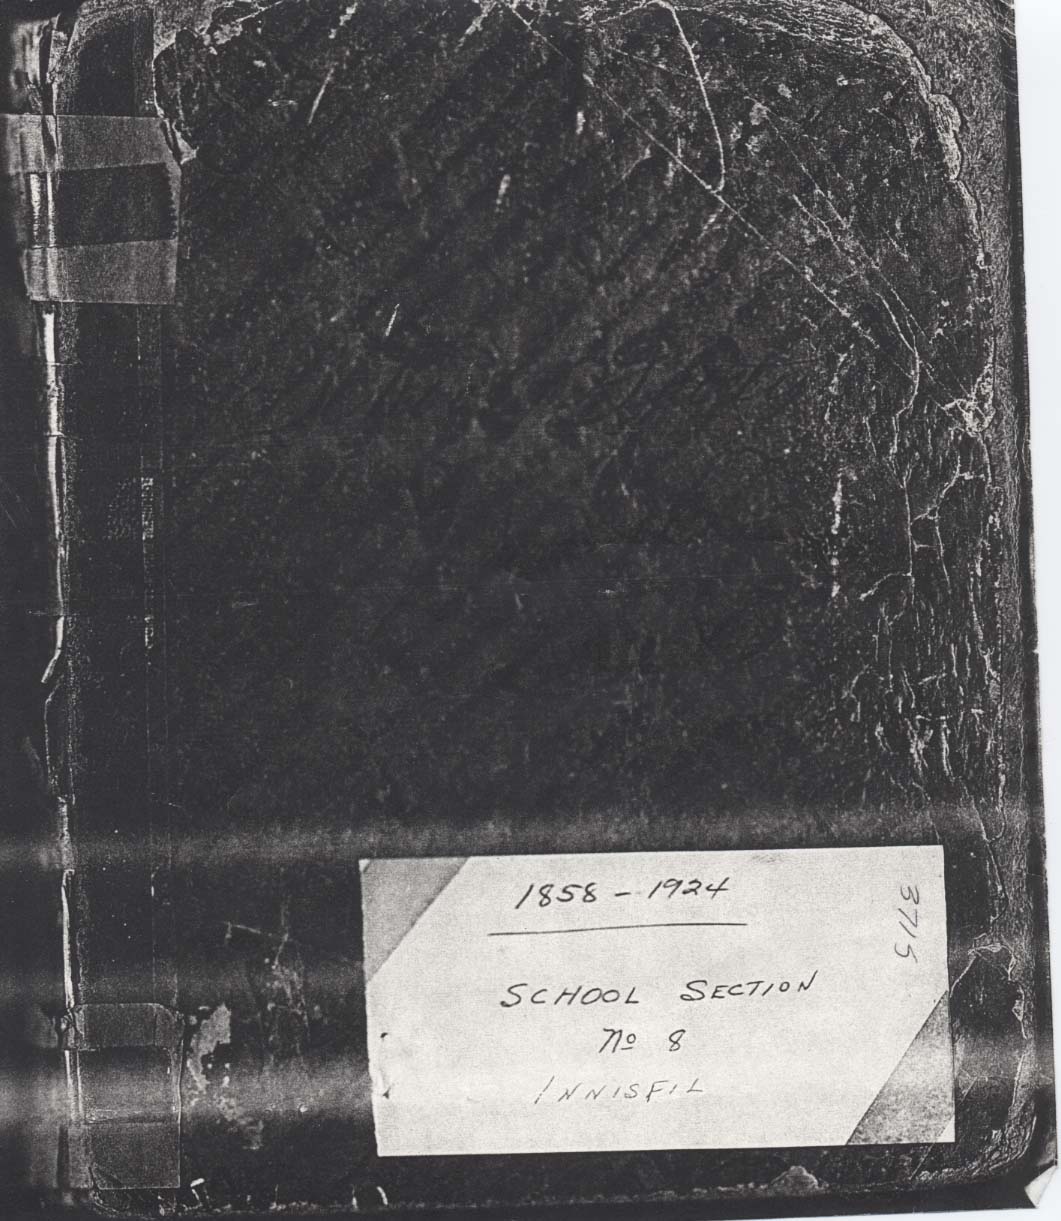 1858 - 1924
3715
SCHOOL SECTION
No 8
INNISFIL